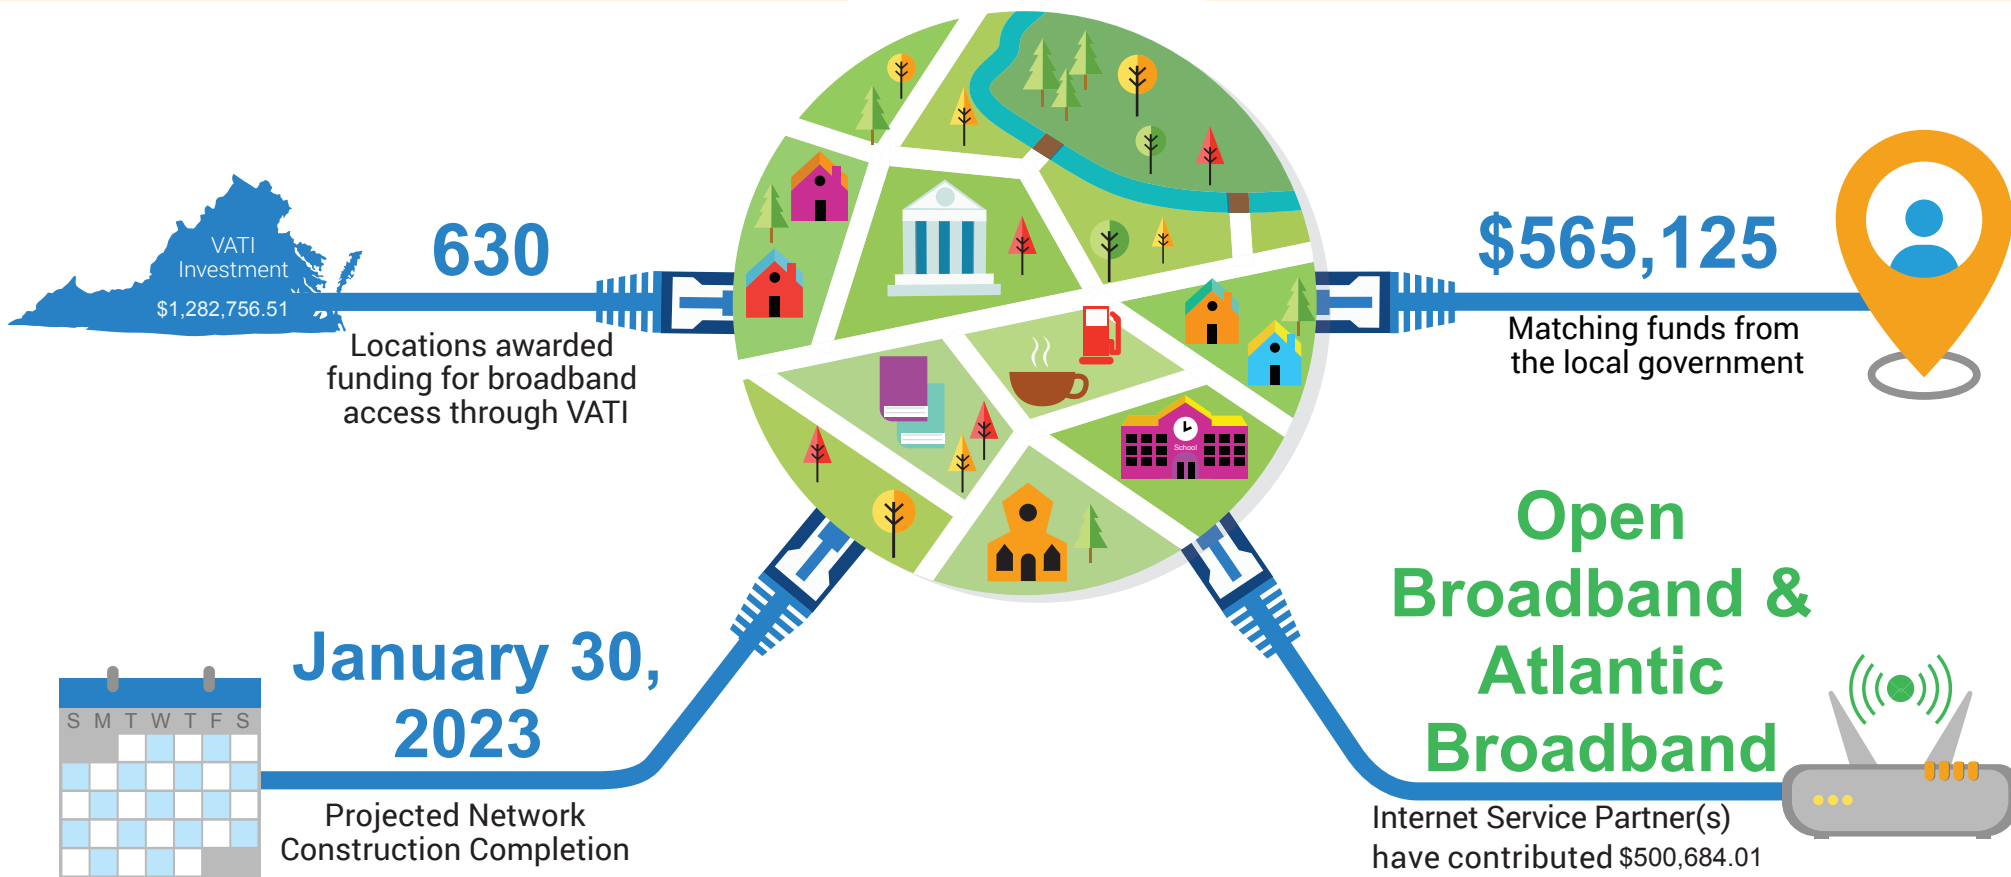 VATI
Investment
$1,282,756.51
630
Locations awarded
funding for broadband
access through VATI
$565,125
Matching funds from
the local government
School
January 30,
2023
Projected Network
Construction Completion
S M T W T F S
Open
Broadband &
Atlantic
Broadband
Internet Service Partner(s)
have contributed $500,684.01